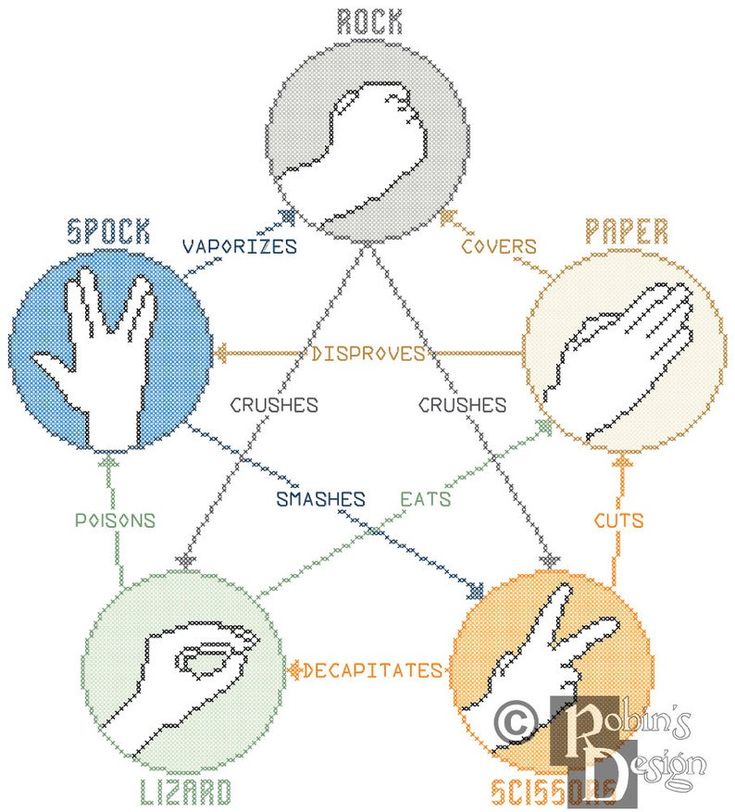 ROCK
SPOCK
PAPER
VAPORIZES
COVERS
DISPROVES
CRUSHES
CRUSHES
SMASHES
EATS
POISONS
CUTS
DECAPITATES
LIZARD
SCISSORS
© Robin's
Design